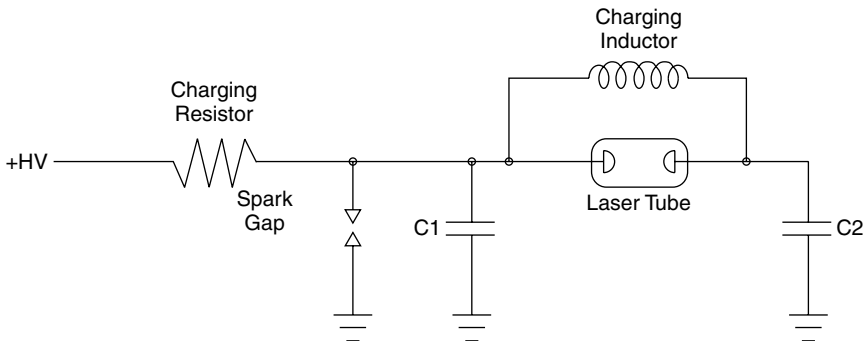 Charging
Inductor
Charging
Resistor
+HV
Spark
Gap
Laser Tube
C1
C2